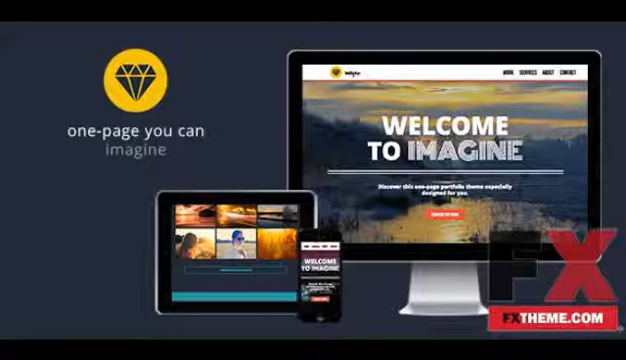 one-page you can
imagine
WORK SERVICES ABOUT CONTACT
WELCOME
TO IMAGINE
Discover this one-page portfolio theme especially
designed for you.
WELCOME
TO IMAGINE
FX
FXTHEME.COM